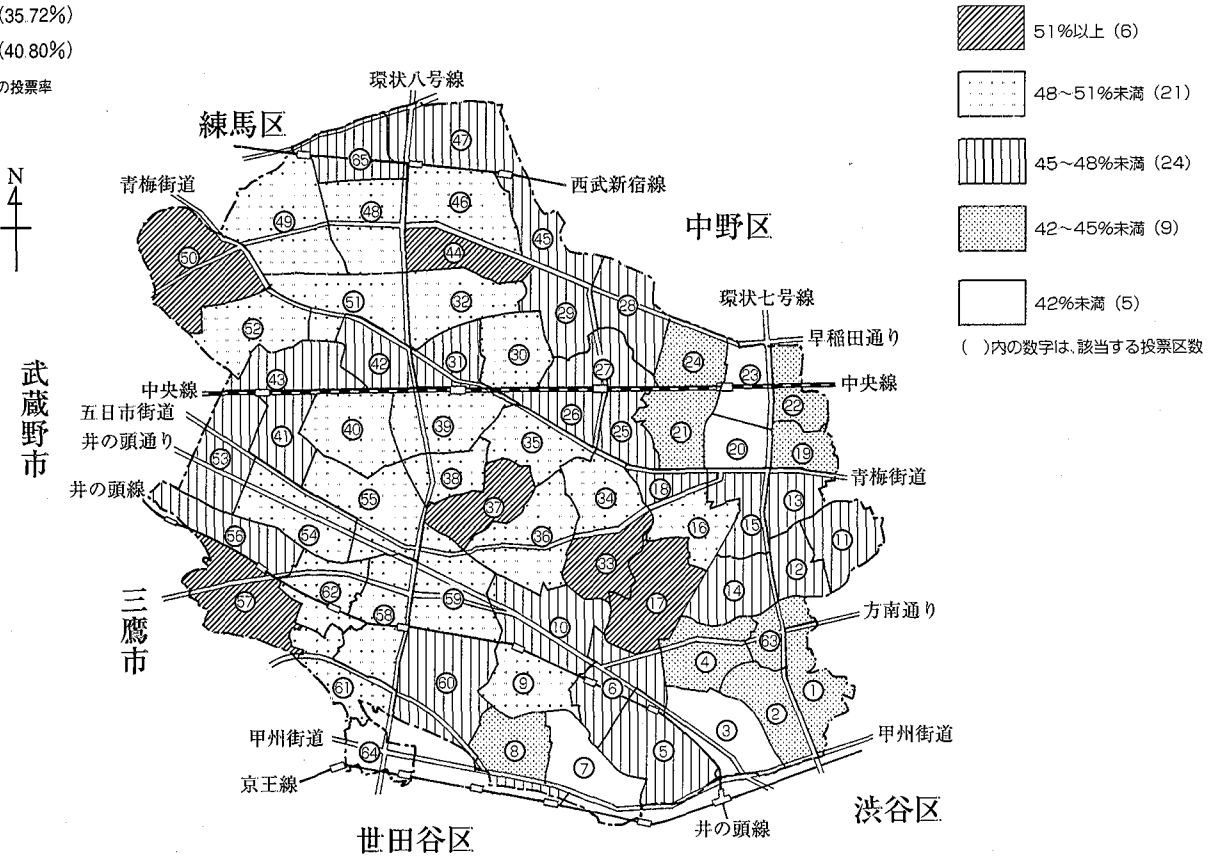 (35.72%)
(40.80%)
の投票率
51%以上 (6)
48～51%未満 (21)
45～48%未満 (24)
42～45%未満 (9)
42%未満 (5)
( )内の数字は、該当する投票区数
環状八号線
練馬区
N
青梅街道
西武新宿線
中野区
環状七号線
早稲田通り
武蔵野市
中央線
中央線
五日市街道
井の頭通り
青梅街道
井の頭線
三鷹市
方南通り
甲州街道
甲州街道
京王線
渋谷区
井の頭線
世田谷区
㊼
65
㊻
㊽
㊾
㊺
㊿
㊹
51
㉜
52
㉙
㉘
㉚
㉛
㊷
㊸
㉗
㉔
㉓
㉒
㊵
㊴
㉟
㉖
㉕
㉑
⑳
⑲
㊶
53
㊳
㊲
㉞
⑱
⑬
55
⑯
⑮
54
㊱
⑪
56
㉝
⑫
57
62
58
59
⑰
⑭
⑩
63
④
61
60
⑨
⑥
①
②
64
⑧
⑦
⑤
③